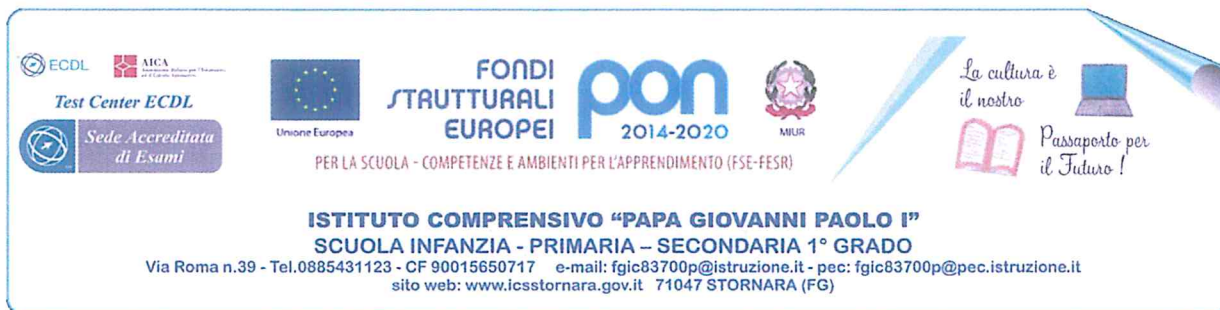 ECDL
AICA
Test Center ECDL
Sede Accreditata
di Esami
Unione Europea
FONDI
STRUTTURALI
EUROPEI
pon
2014-2020
MIUR
PER LA SCUOLA - COMPETENZE E AMBIENTI PER L'APPRENDIMENTO (FSE-FESR)
La cultura è
il nostro
Passaporto per
il Futuro !
ISTITUTO COMPRENSIVO “PAPA GIOVANNI PAOLO I”
SCUOLA INFANZIA - PRIMARIA – SECONDARIA 1° GRADO
Via Roma n.39 - Tel.0885431123 - CF 90015650717 e-mail: fgic83700p@istruzione.it - pec: fgic83700p@pec.istruzione.it
sito web: www.icsstornara.gov.it 71047 STORNARA (FG)